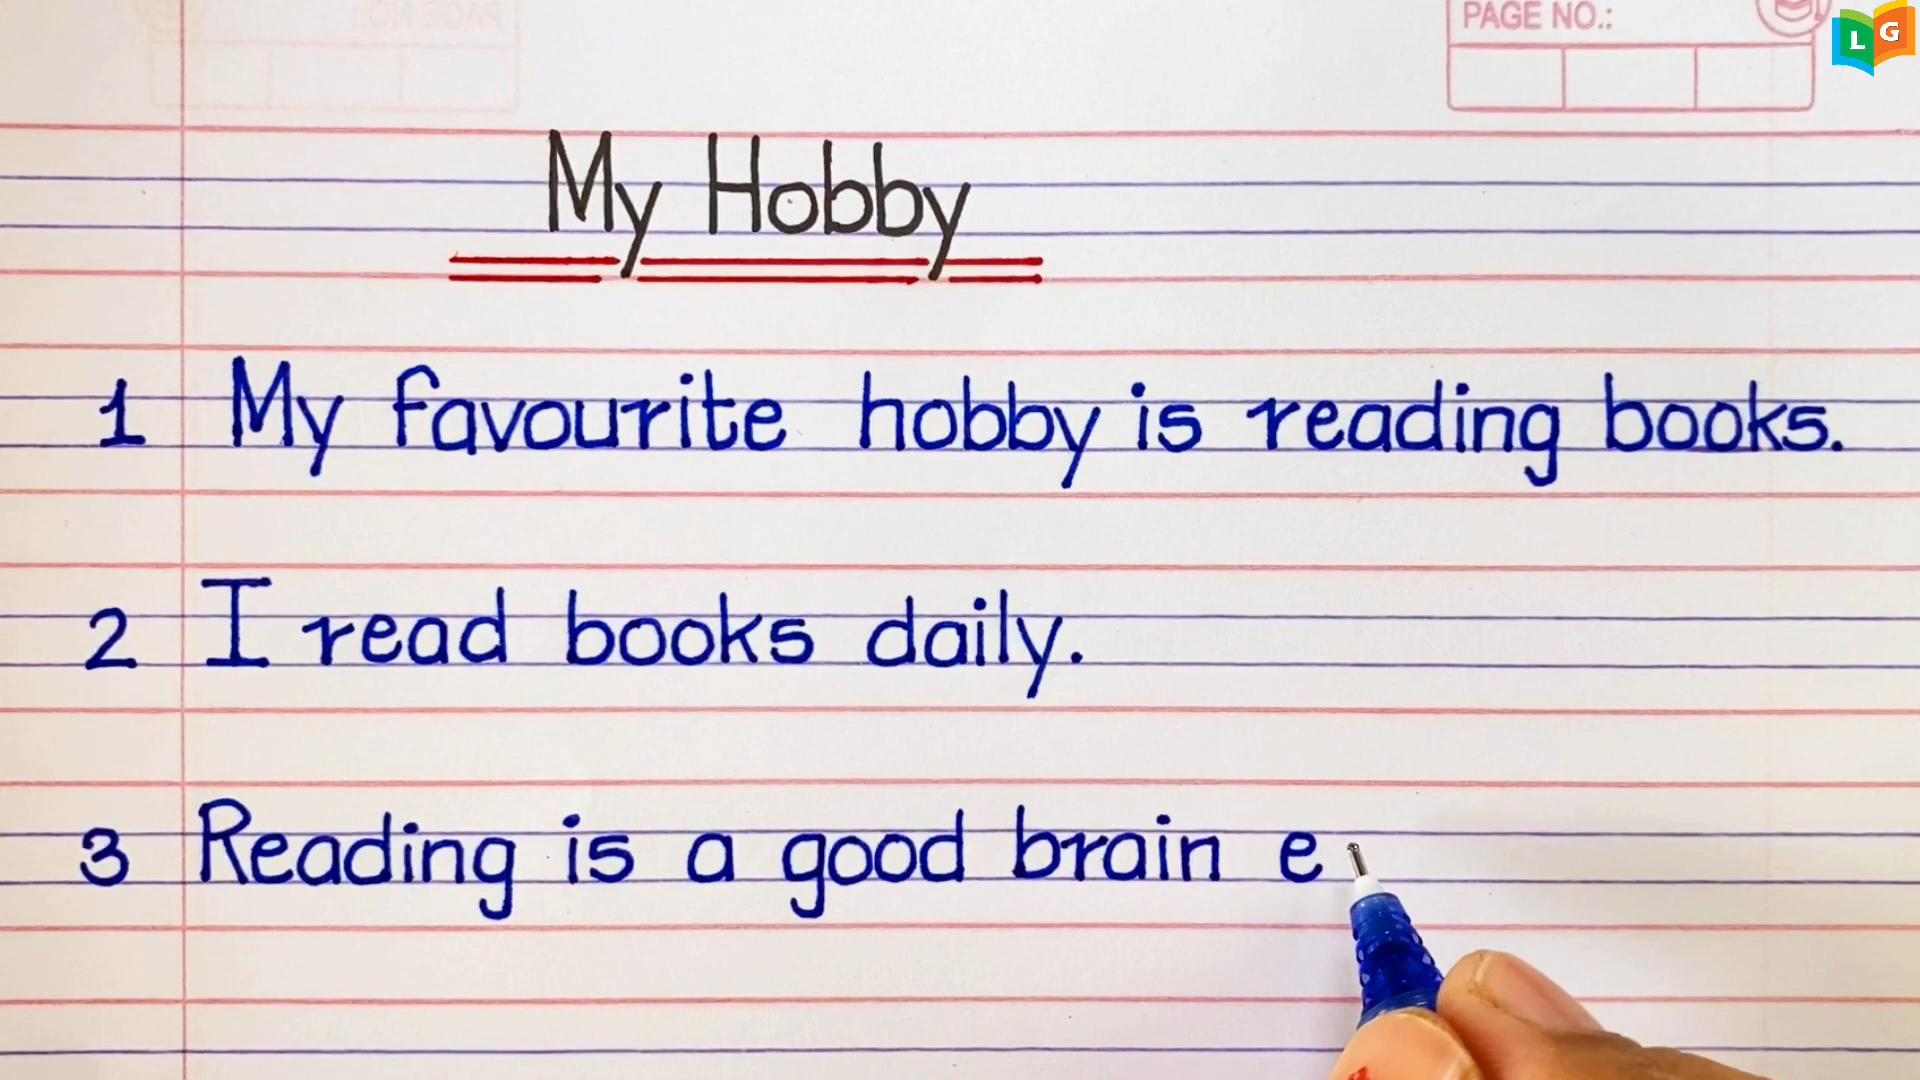 PAGE NO.:
L G
My Hobby
1 My favourite hobby is reading books.
2 I read books daily.
3 Reading is a good brain e